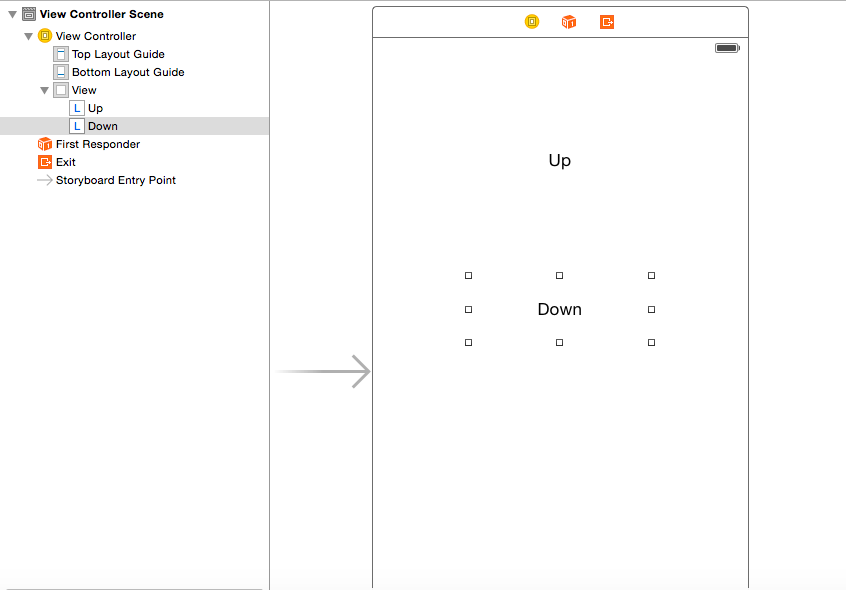 View Controller Scene
View Controller
Top Layout Guide
Bottom Layout Guide
View
L Up
L Down
First Responder
Exit
Storyboard Entry Point
Up
Down